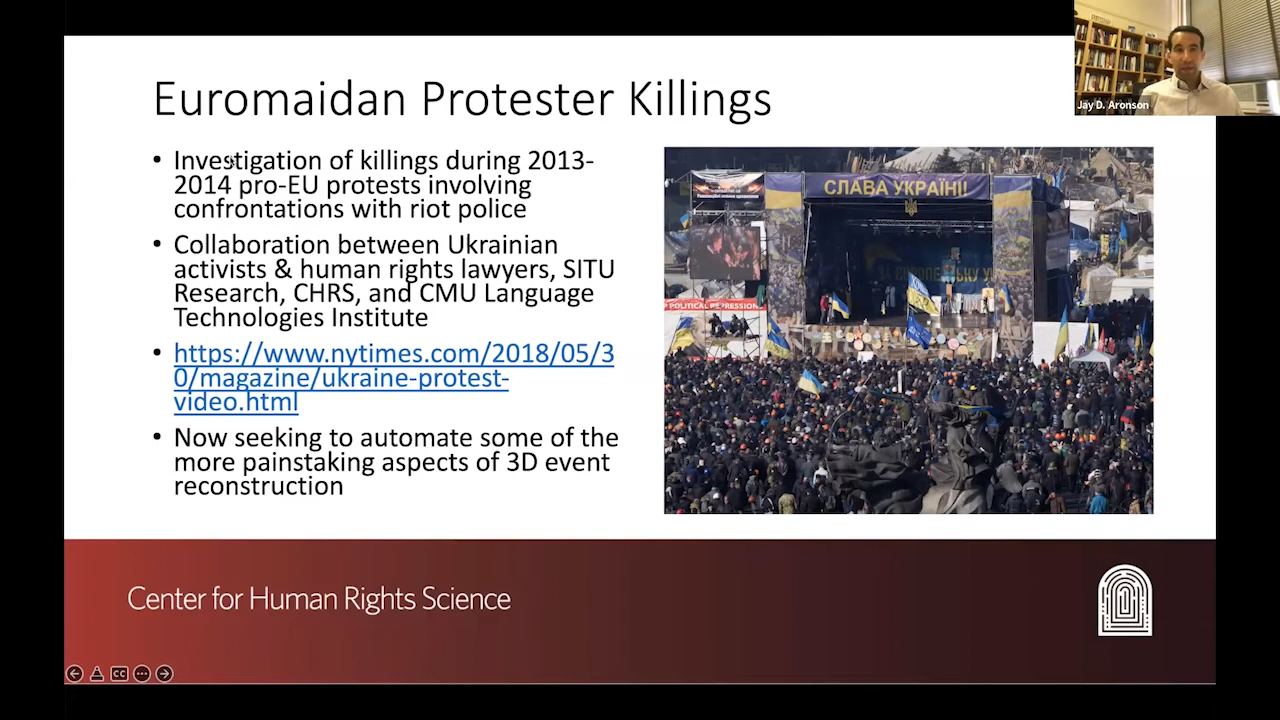 Euromaidan Protester Killings
Jay D. Aronson
• Investigation of killings during 2013-
2014 pro-EU protests involving
confrontations with riot police
• Collaboration between Ukrainian
activists & human rights lawyers, SITU
Research, CHRS, and CMU Language
Technologies Institute
• https://www.nytimes.com/2018/05/3
0/magazine/ukraine-protest-
video.html
• Now seeking to automate some of the
more painstaking aspects of 3D event
reconstruction
СЛАВА УКРАЇНІ!
POLITICAL REPRESSION
Center for Human Rights Science
CC